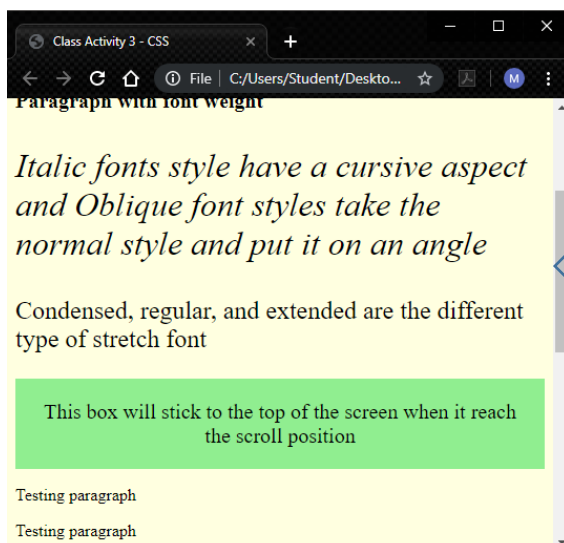 Class Activity 3 - CSS
File | C:/Users/Student/Deskto...
M
Paragraph with font weight
Italic fonts style have a cursive aspect
and Oblique font styles take the
normal style and put it on an angle
Condensed, regular, and extended are the different
type of stretch font
This box will stick to the top of the screen when it reach
the scroll position
Testing paragraph
Testing paragraph